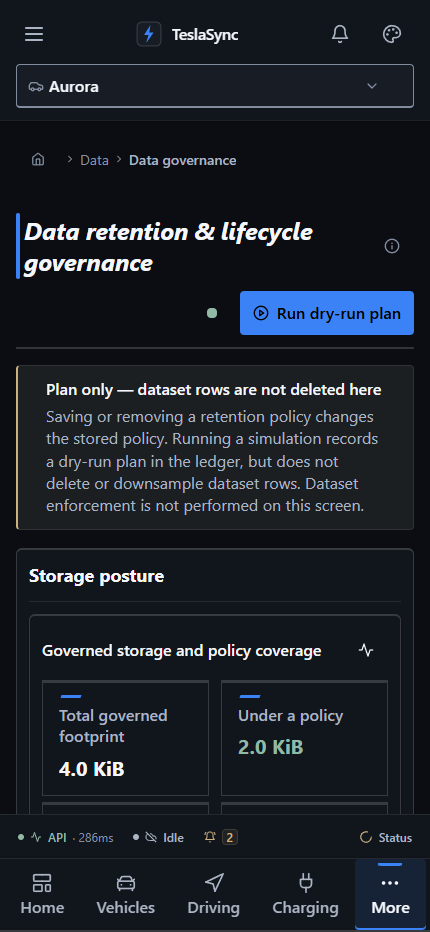 TeslaSync
Aurora
Data
Data governance
Data retention & lifecycle
governance
Run dry-run plan
Plan only — dataset rows are not deleted here
Saving or removing a retention policy changes
the stored policy. Running a simulation records
a dry-run plan in the ledger, but does not
delete or downsample dataset rows. Dataset
enforcement is not performed on this screen.
Storage posture
Governed storage and policy coverage
Total governed
footprint
4.0 KiB
Under a policy
2.0 KiB
API · 286ms
Idle
2
Status
Home
Vehicles
Driving
Charging
More